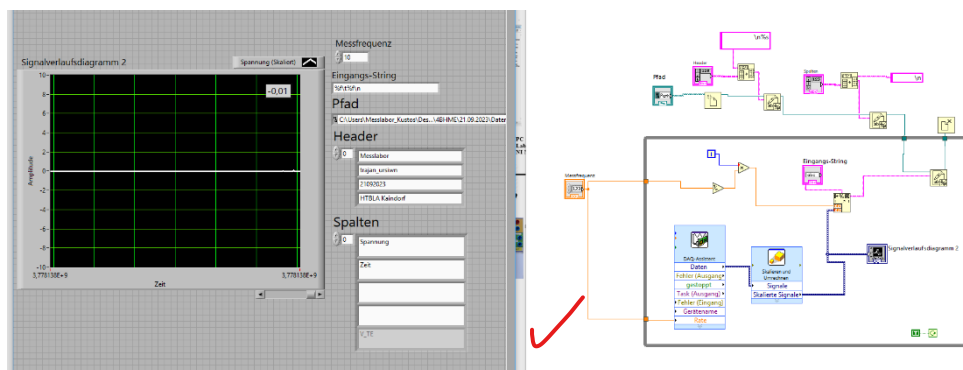 Signalverlaufsdiagramm 2
Spannung (Skaliert)
-0,01
10
8
6
4
2
0
-2
-4
-6
-8
-10
Amplitude
3,778138E+9
3,778138E+9
Zeit
Messfrequenz
10
Eingangs-String
%f\t%f\n
Pfad
C:\Users\Messlabor_Kustos\Des...\4BHME\21.09.2023\Daten
Header
0
Messlabor
21092023
HTBLA Kaindorf
Spalten
0
Spannung
Zeit
V_TE
\n%n
Header
Pfad
Spalten
\n
Messfrequenz
Eingangs-String
Signalverlaufsdiagramm 2
DAQ-Assistent
Daten
Fehler (Ausgang)
gestoppt
Task (Ausgang)
Fehler (Eingang)
Gerätename
Rate
Skalieren und
Umrechnen
Signale
Skalierte Signale